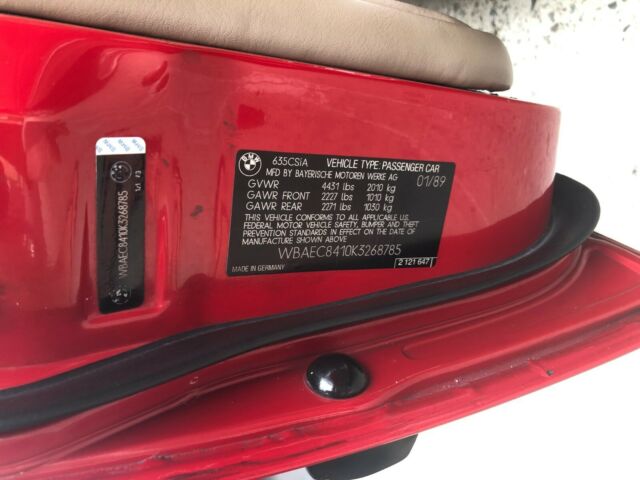 635CSiA VEHICLE TYPE: PASSENGER CAR
MFD BY BAYERISCHE MOTOREN WERKE AG 01/89
GVWR 4431 lbs 2010 kg
GAWR FRONT 2227 lbs 1010 kg
GAWR REAR 2271 lbs 1030 kg
THIS VEHICLE CONFORMS TO ALL APPLICABLE U.S.
FEDERAL MOTOR VEHICLE SAFETY, BUMPER AND THEFT
PREVENTION STANDARDS IN EFFECT ON THE DATE OF
MANUFACTURE SHOWN ABOVE
WBAEC8410K3268785
MADE IN GERMANY 2 121 647
WBAEC8410K3268785
BMW